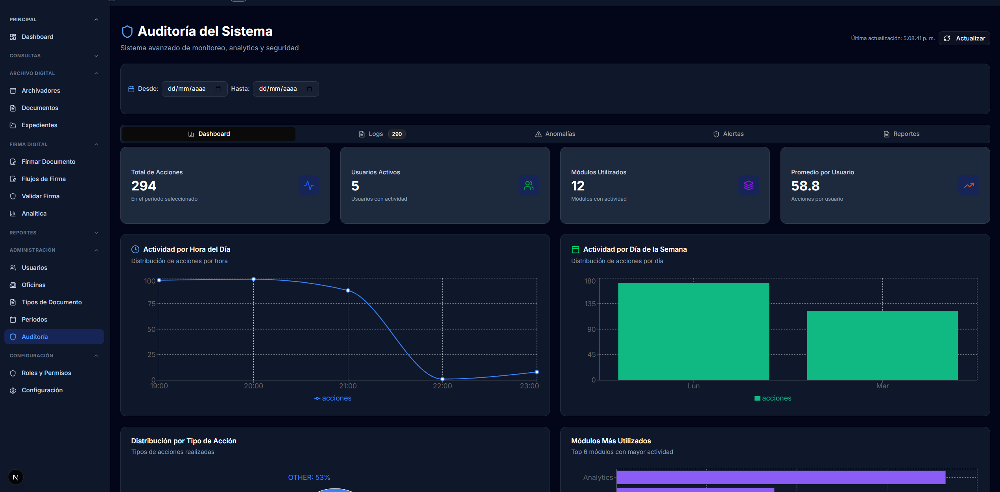 PRINCIPAL
Dashboard
CONSULTAS
ARCHIVO DIGITAL
Archivadores
Documentos
Expedientes
FIRMA DIGITAL
Firmar Documento
Flujos de Firma
Validar Firma
Analítica
REPORTES
ADMINISTRACIÓN
Usuarios
Oficinas
Tipos de Documento
Periodos
Auditoría
CONFIGURACIÓN
Roles y Permisos
Configuración
N
Auditoría del Sistema
Sistema avanzado de monitoreo, analytics y seguridad
Última actualización: 5:08:41 p. m.
Actualizar
Desde: dd/mm/aaaa Hasta: dd/mm/aaaa
Dashboard
Logs 290
Anomalías
Alertas
Reportes
Total de Acciones
294
En el período seleccionado
Usuarios Activos
5
Usuarios con actividad
Módulos Utilizados
12
Módulos con actividad
Promedio por Usuario
58.8
Acciones por usuario
Actividad por Hora del Día
Distribución de acciones por hora
100
75
50
25
0
19:00 20:00 21:00 22:00 23:00
acciones
Actividad por Día de la Semana
Distribución de acciones por día
180
135
90
45
0
Lun Mar
acciones
Distribución por Tipo de Acción
Tipos de acciones realizadas
OTHER: 53%
Módulos Más Utilizados
Top 6 módulos con mayor actividad
Analytics